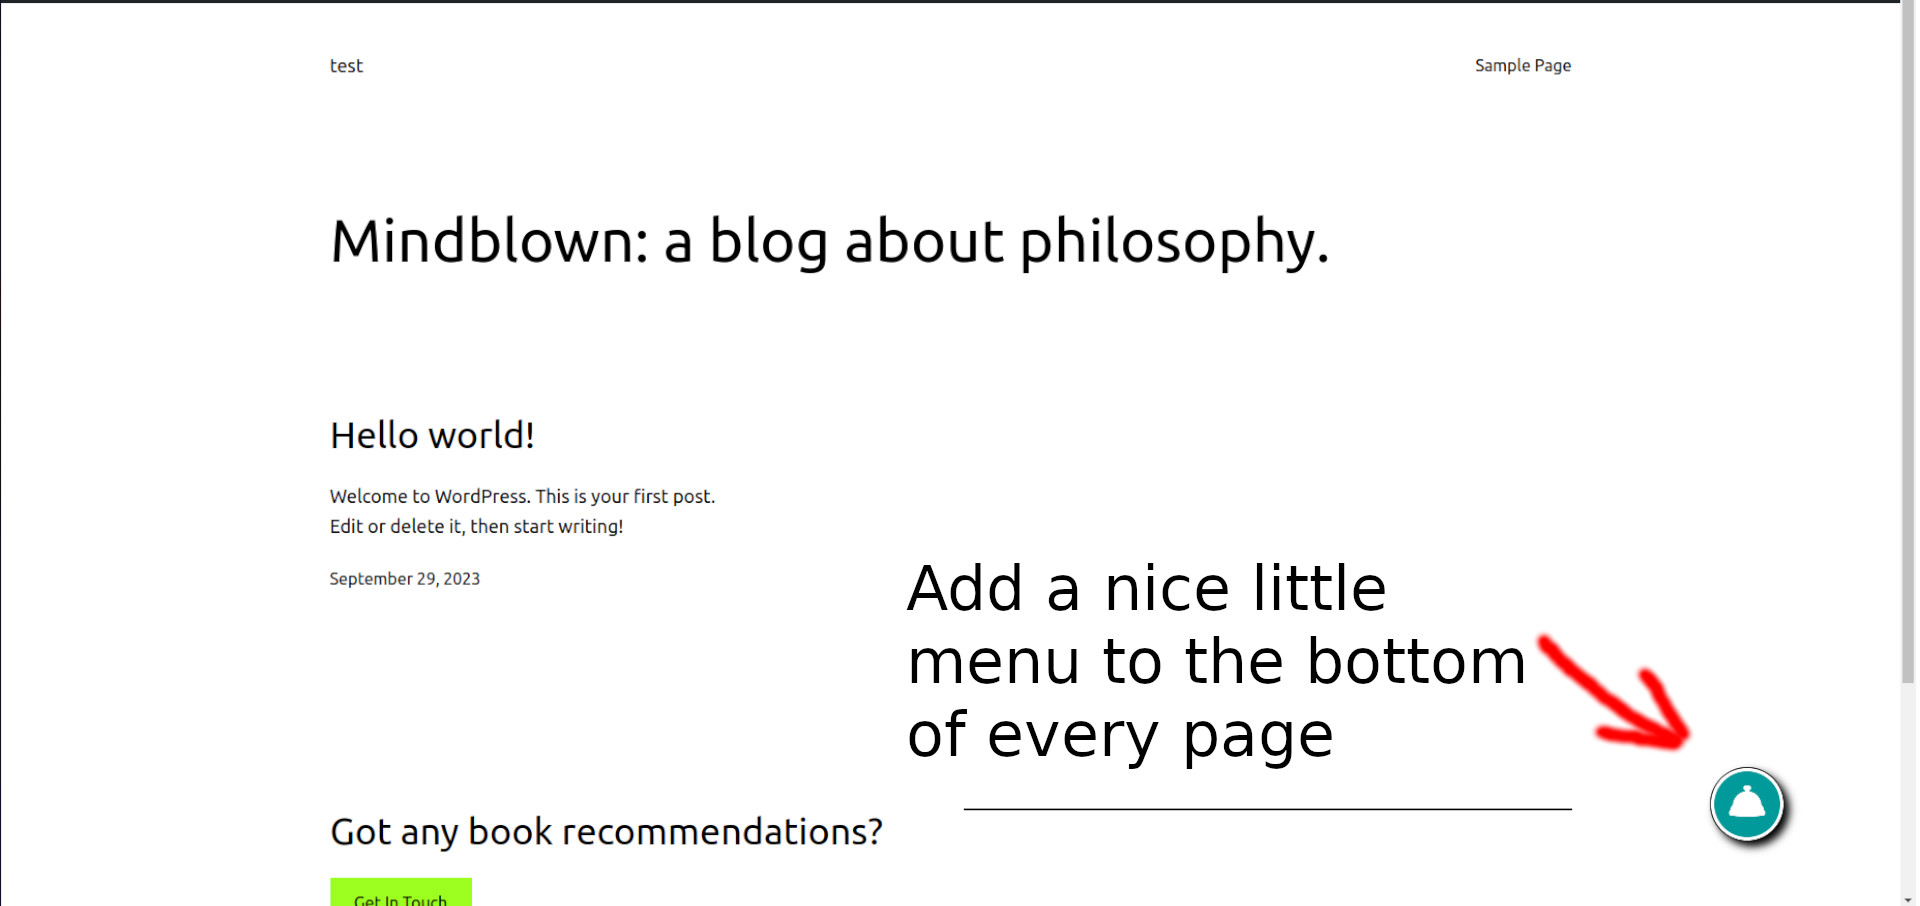 test
Sample Page
Mindblown: a blog about philosophy.
Hello world!
Welcome to WordPress. This is your first post.
Edit or delete it, then start writing!
September 29, 2023
Add a nice little
menu to the bottom
of every page
Got any book recommendations?
Get In Touch